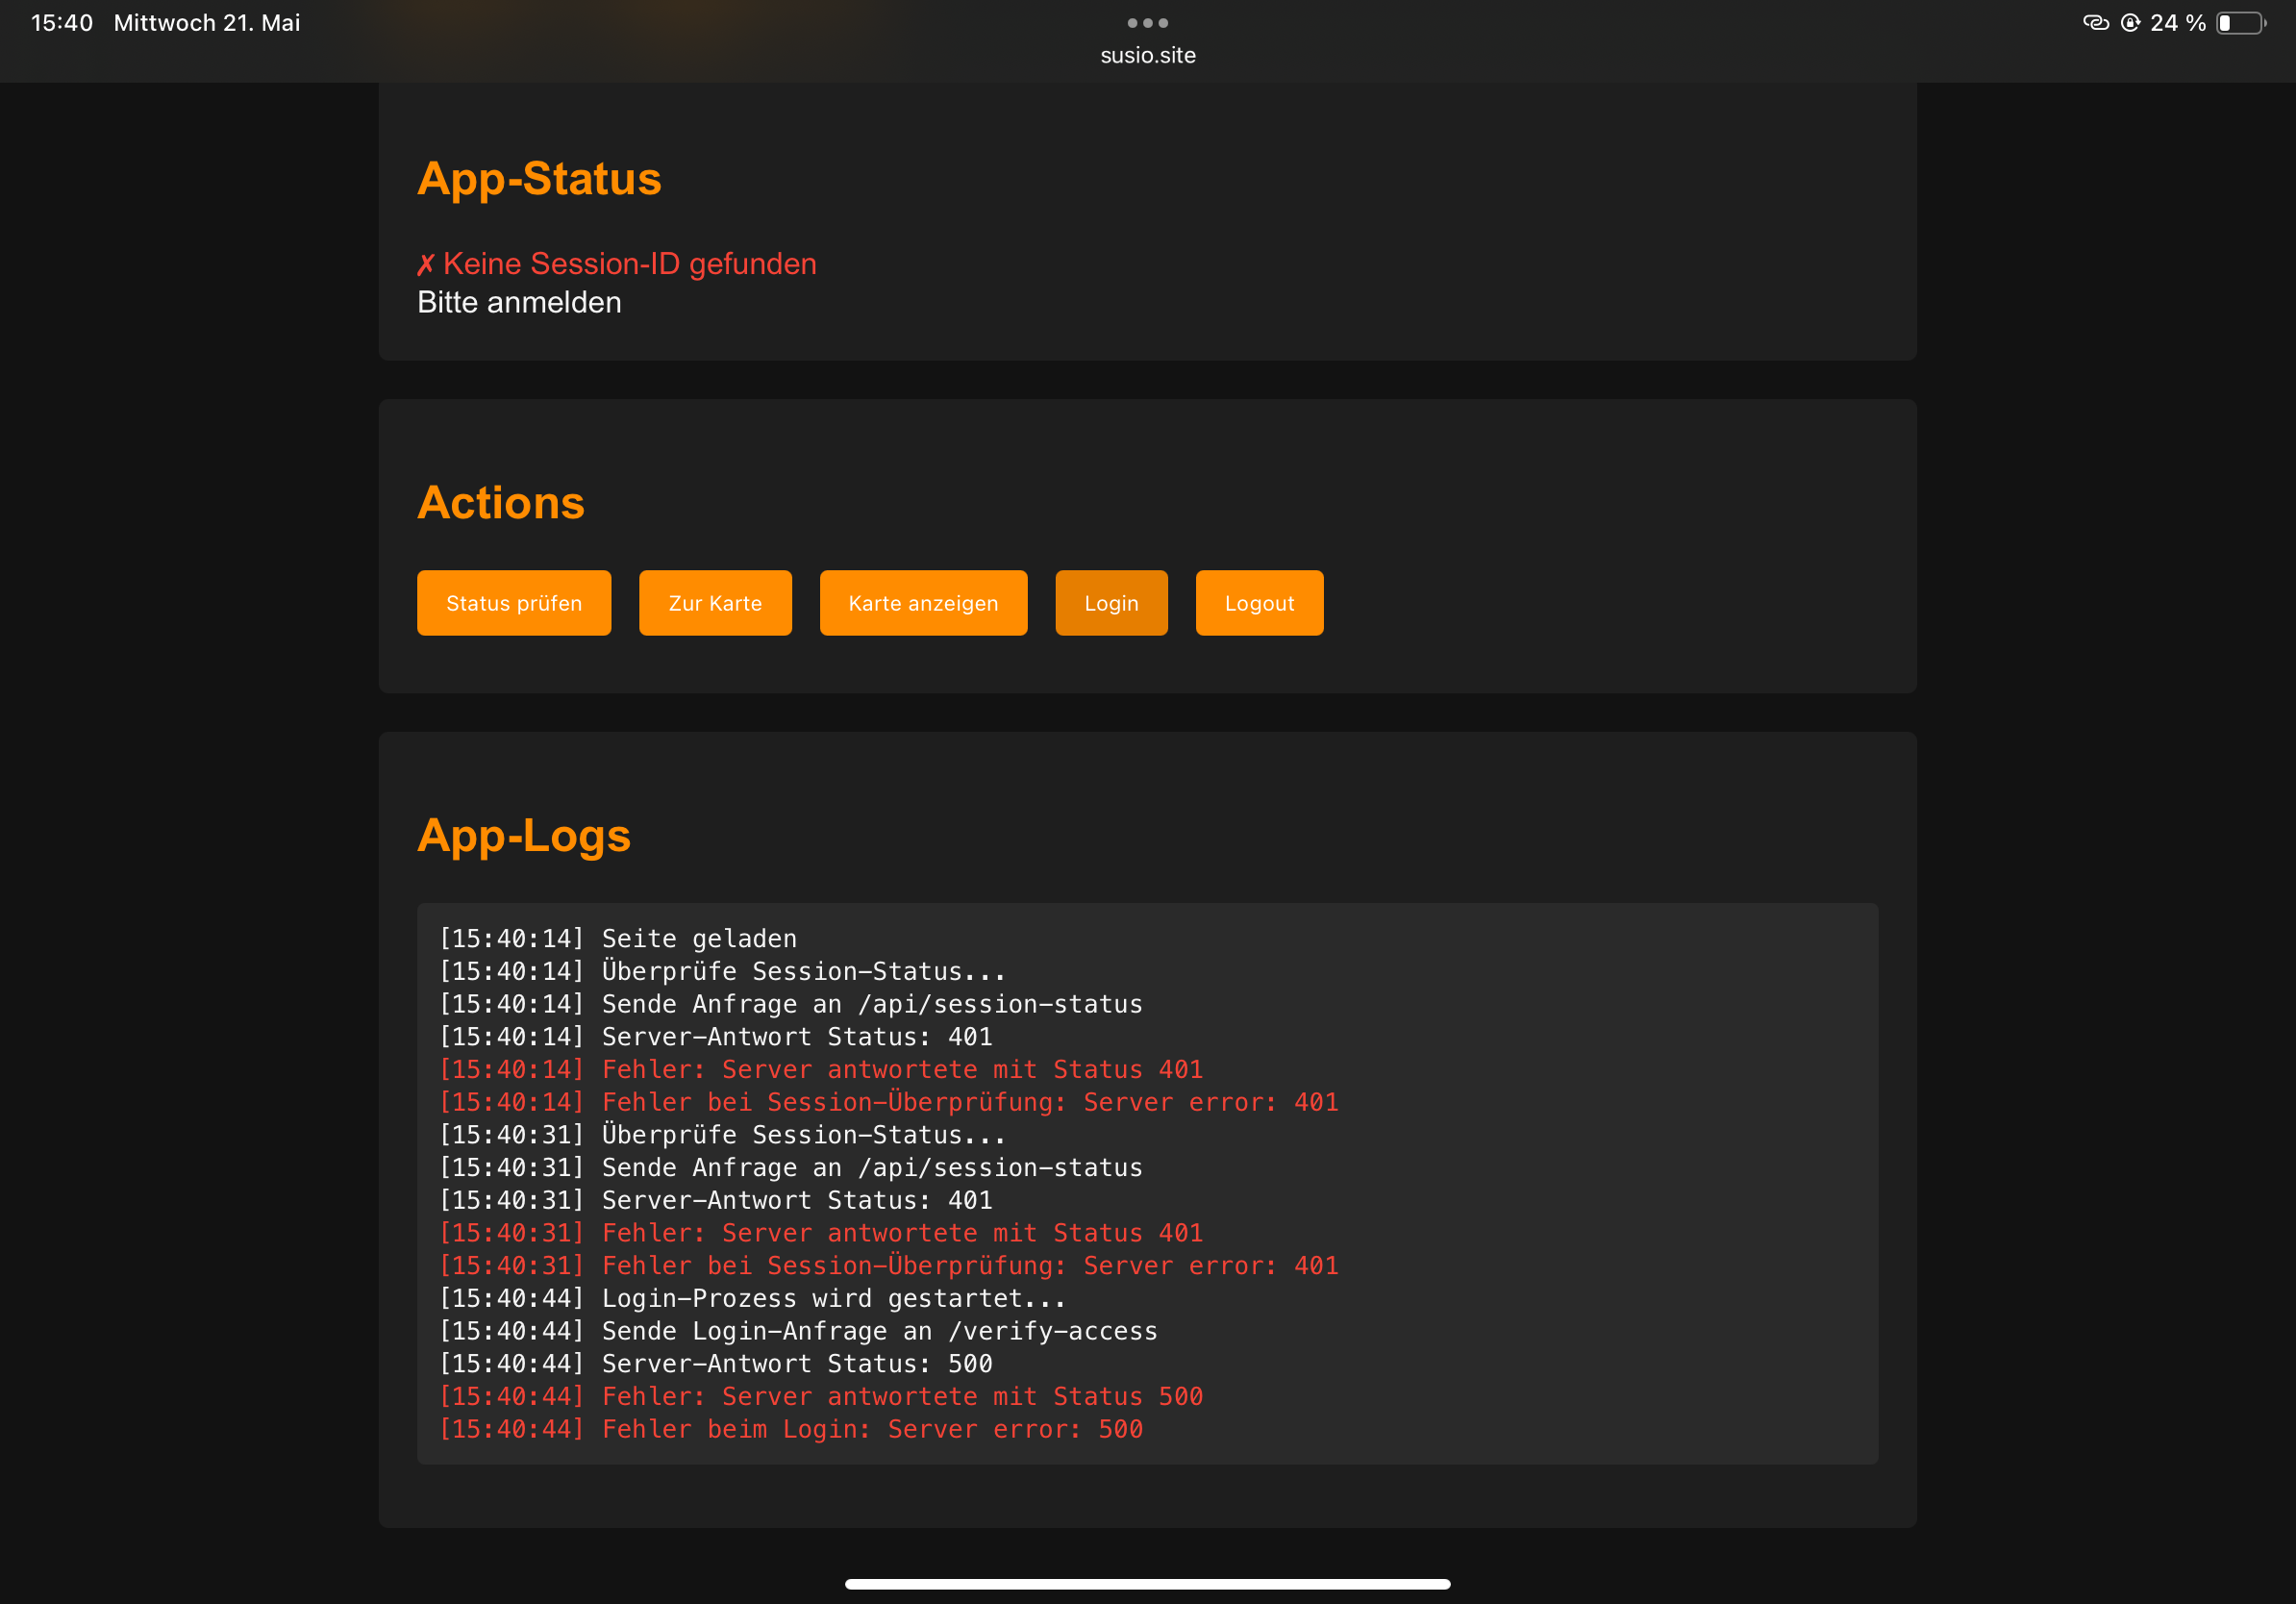 15:40 Mittwoch 21. Mai
24 %
susio.site
App-Status
✗ Keine Session-ID gefunden
Bitte anmelden
Actions
Status prüfen Zur Karte Karte anzeigen Login Logout
App-Logs
[15:40:14] Seite geladen
[15:40:14] Überprüfe Session-Status...
[15:40:14] Sende Anfrage an /api/session-status
[15:40:14] Server-Antwort Status: 401
[15:40:14] Fehler: Server antwortete mit Status 401
[15:40:14] Fehler bei Session-Überprüfung: Server error: 401
[15:40:31] Überprüfe Session-Status...
[15:40:31] Sende Anfrage an /api/session-status
[15:40:31] Server-Antwort Status: 401
[15:40:31] Fehler: Server antwortete mit Status 401
[15:40:31] Fehler bei Session-Überprüfung: Server error: 401
[15:40:44] Login-Prozess wird gestartet...
[15:40:44] Sende Login-Anfrage an /verify-access
[15:40:44] Server-Antwort Status: 500
[15:40:44] Fehler: Server antwortete mit Status 500
[15:40:44] Fehler beim Login: Server error: 500